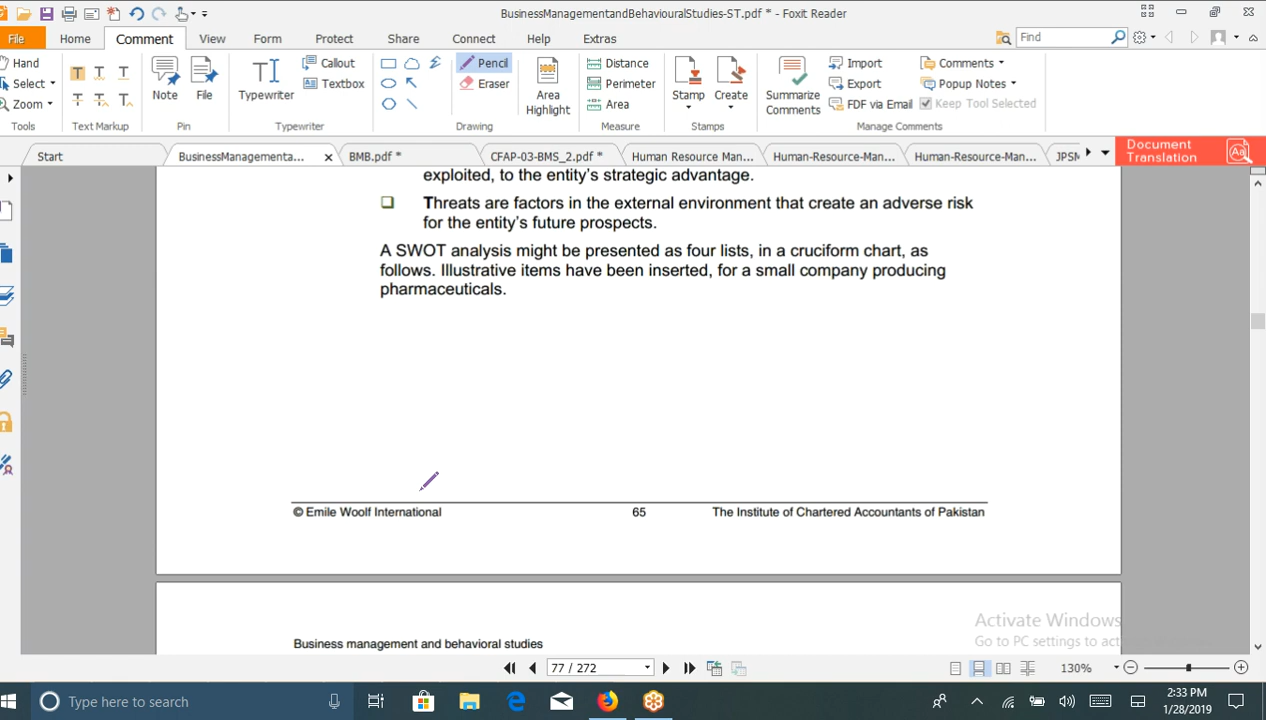 BusinessManagementandBehaviouralStudies-ST.pdf * - Foxit Reader
File Home Comment View Form Protect Share Connect Help Extras Find
Hand
Select
Zoom
Tools
Text Markup
Note File
Pin
Typewriter
Callout
Textbox
Typewriter
Pencil
Eraser
Area
Highlight
Drawing
Distance
Perimeter
Area
Measure
Stamp Create
Stamps
Summarize
Comments
Import
Export
FDF via Email
Comments
Popup Notes
Keep Tool Selected
Manage Comments
Start BusinessManagementa... BMB.pdf * CFAP-03-BMS_2.pdf * Human Resource Man... Human-Resource-Man... Human-Resource-Man... JPSM
Document
Translation
exploited, to the entity's strategic advantage.
Threats are factors in the external environment that create an adverse risk
for the entity's future prospects.
A SWOT analysis might be presented as four lists, in a cruciform chart, as
follows. Illustrative items have been inserted, for a small company producing
pharmaceuticals.
© Emile Woolf International 65 The Institute of Chartered Accountants of Pakistan
Business management and behavioral studies
Activate Windows
Go to PC settings to act
77 / 272
130%
Type here to search
2:33 PM
1/28/2019